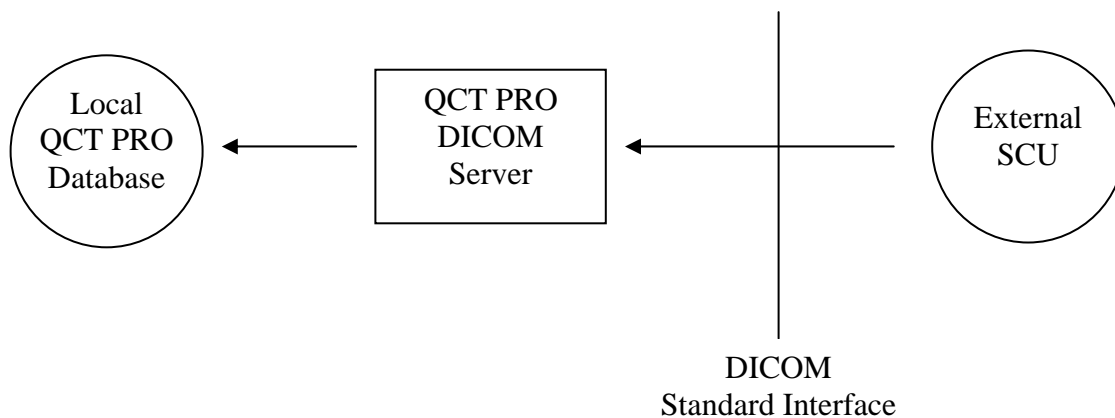 Local
QCT PRO
Database
QCT PRO
DICOM
Server
External
SCU
DICOM
Standard Interface